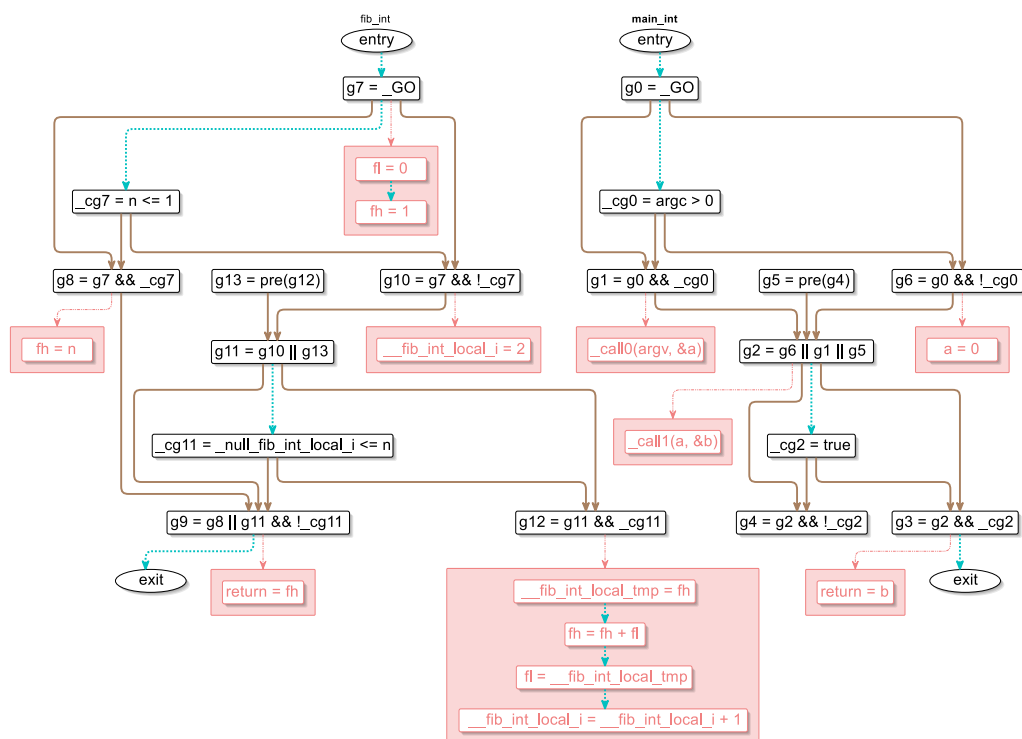 fib_int
entry
g7 = _GO
fl = 0
fh = 1
_cg7 = n <= 1
g8 = g7 && _cg7
g13 = pre(g12)
g10 = g7 && !_cg7
fh = n
g11 = g10 || g13
__fib_int_local_i = 2
_cg11 = _null_fib_int_local_i <= n
g9 = g8 || g11 && !_cg11
g12 = g11 && _cg11
exit
return = fh
__fib_int_local_tmp = fh
fh = fh + fl
fl = __fib_int_local_tmp
__fib_int_local_i = __fib_int_local_i + 1
main_int
entry
g0 = _GO
_cg0 = argc > 0
g1 = g0 && _cg0
g5 = pre(g4)
g6 = g0 && !_cg0
_call0(argv, &a)
g2 = g6 || g1 || g5
a = 0
_call1(a, &b)
_cg2 = true
g4 = g2 && !_cg2
g3 = g2 && _cg2
return = b
exit